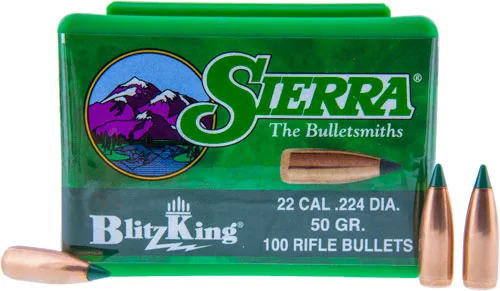 SIERRA®
The Bulletsmiths
22 CAL .224 DIA.
50 GR.
100 RIFLE BULLETS
BlitzKing®